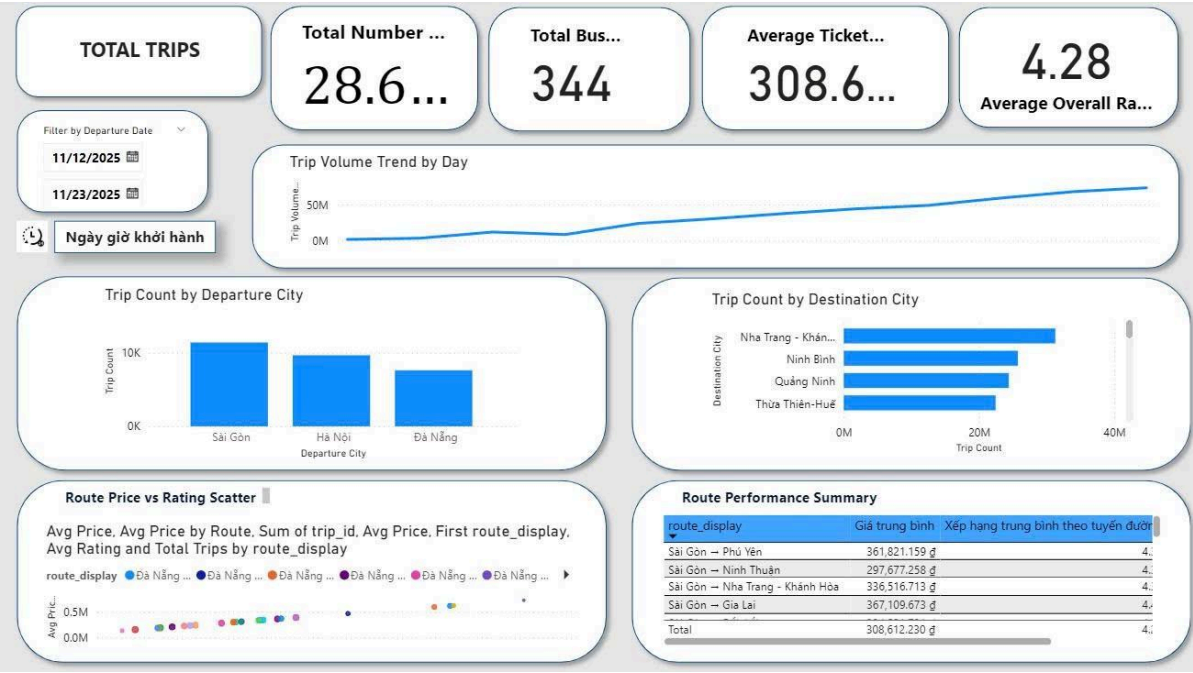 TOTAL TRIPS
Total Number ...
28.6...
Total Bus...
344
Average Ticket...
308.6...
4.28
Average Overall Ra...
Filter by Departure Date
11/12/2025
11/23/2025
Ngày giờ khởi hành
Trip Volume Trend by Day
Trip Volume...
50M
0M
Trip Count by Departure City
Trip Count
10K
0K
Sài Gòn
Hà Nội
Đà Nẵng
Departure City
Trip Count by Destination City
Destination City
Nha Trang - Khán...
Ninh Bình
Quảng Ninh
Thừa Thiên-Huế
0M
20M
40M
Trip Count
Route Price vs Rating Scatter
Avg Price, Avg Price by Route, Sum of trip_id, Avg Price, First route_display,
Avg Rating and Total Trips by route_display
route_display Đà Nẵng ... Đà Nẵng ... Đà Nẵng ... Đà Nẵng ... Đà Nẵng ... Đà Nẵng ...
Avg Pric...
0.5M
0.0M
Route Performance Summary
route_display Giá trung bình Xếp hạng trung bình theo tuyến đườn
Sài Gòn → Phú Yên 361,821.159 ₫
Sài Gòn → Ninh Thuận 297,677.258 ₫
Sài Gòn → Nha Trang - Khánh Hòa 336,516.713 ₫
Sài Gòn → Gia Lai 367,109.673 ₫
Total 308,612.230 ₫